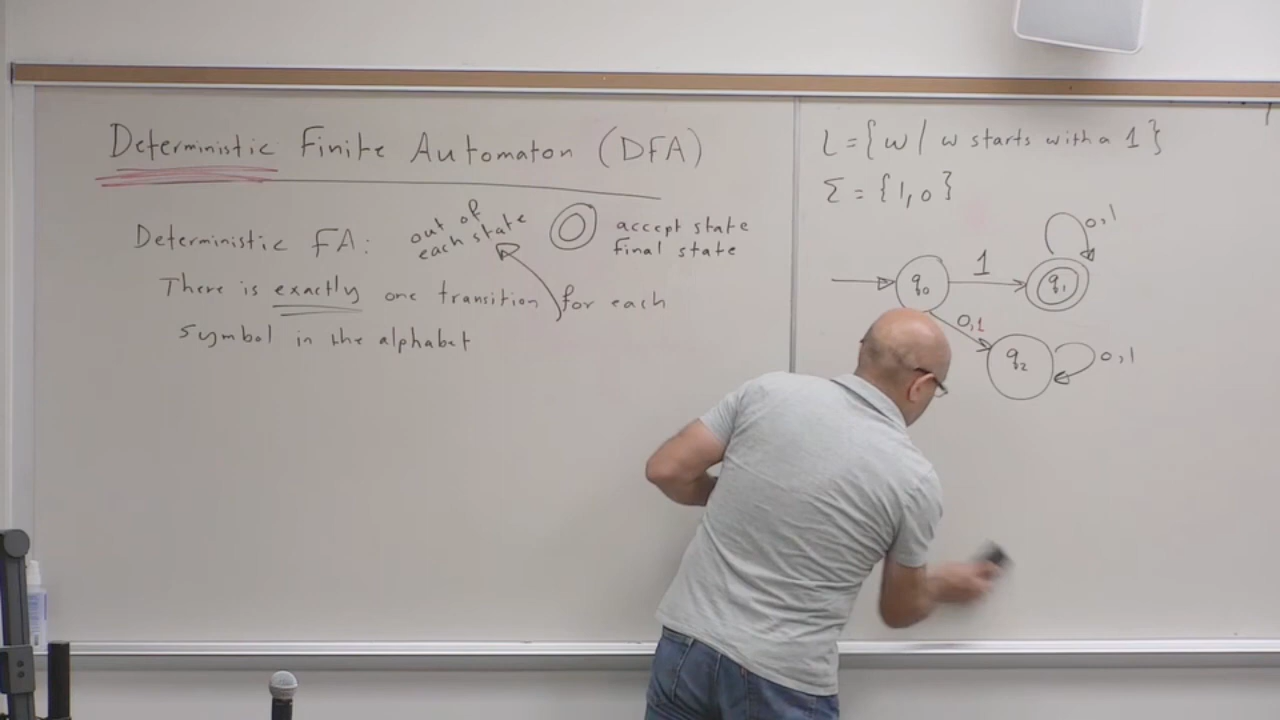 Deterministic Finite Automaton (DFA)
Deterministic FA:
out of
each state
accept state
final state
There is exactly one transition for each
symbol in the alphabet
L = {w / w starts with a 1}
Σ = {1,0}
0,1
1
q0
q1
0,1
q2
0,1